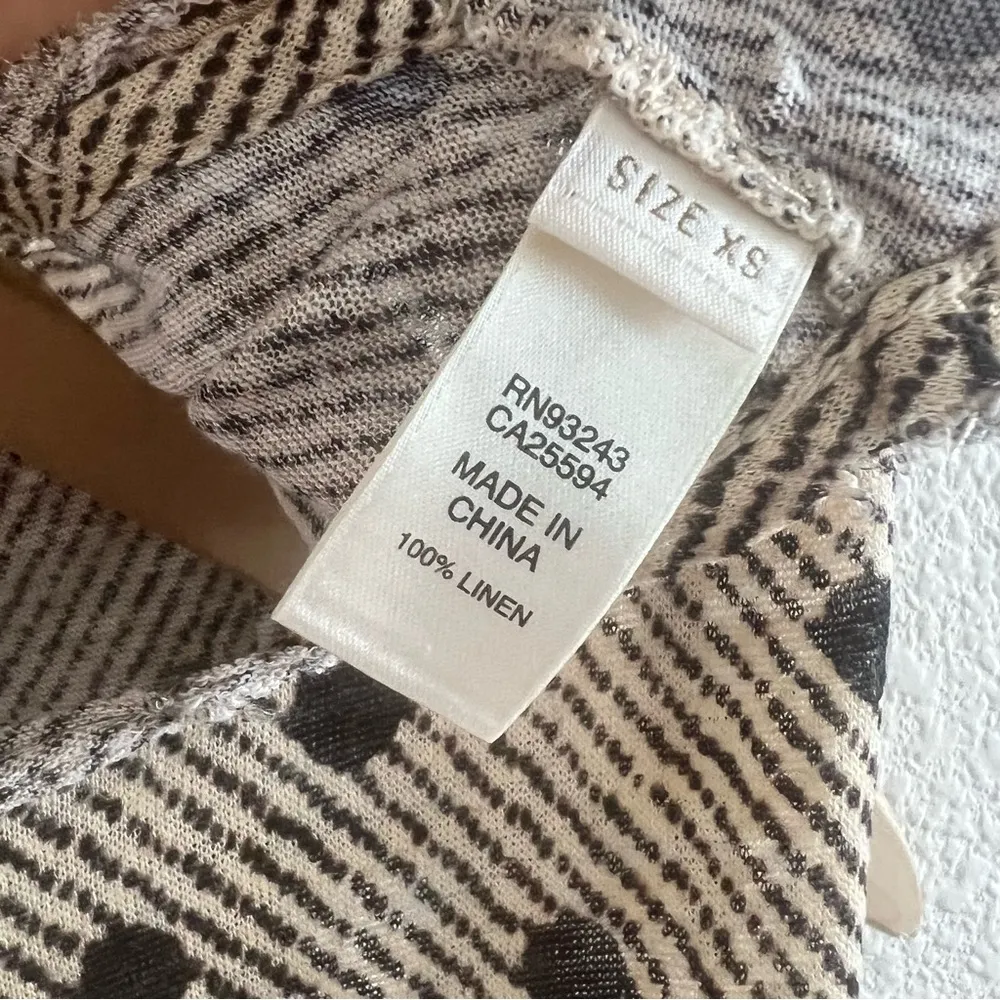 SIZE XS
RN93243
CA25594
MADE IN
CHINA
100% LINEN